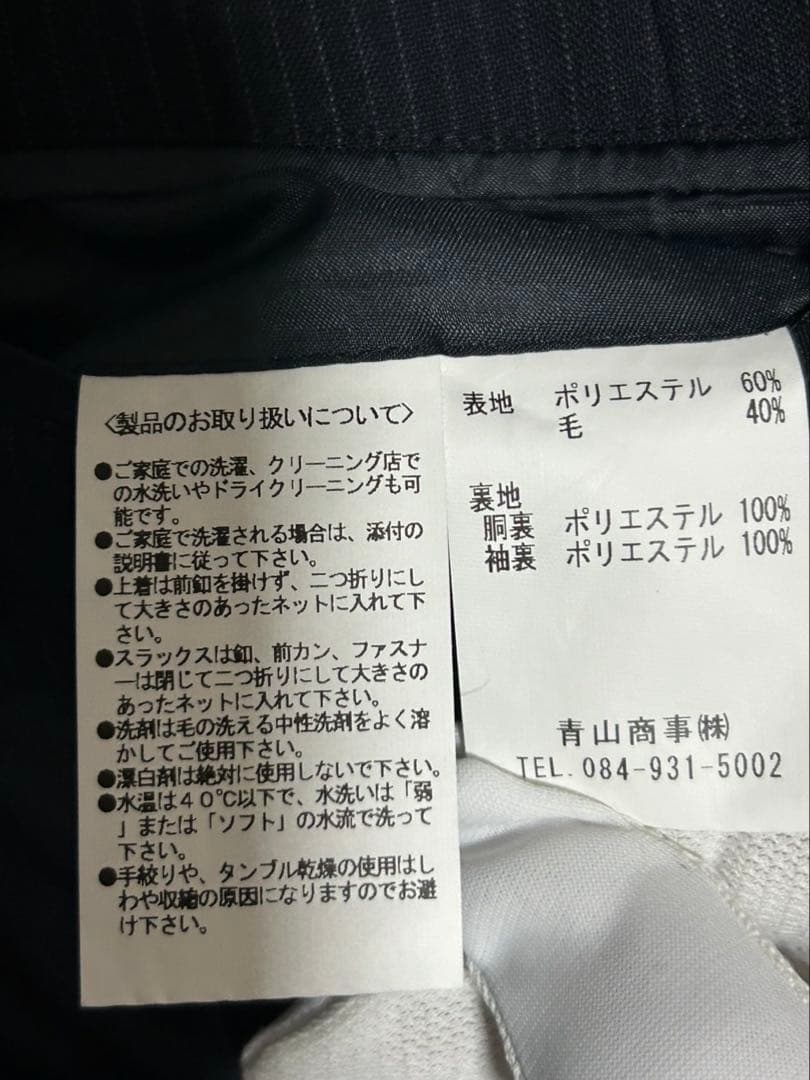 〈製品のお取り扱いについて〉
●ご家庭での洗濯、クリーニング店で
の水洗いやドライクリーニングも可
能です。
●ご家庭で洗濯される場合は、添付の
説明書に従って下さい。
●上着は前釦を掛けず、二つ折りにし
て大きさのあったネットに入れて下
さい。
●スラックスは釦、前カン、ファスナ
ーは閉じて二つ折りにして大きさの
あったネットに入れて下さい。
●洗剤は毛の洗える中性洗剤をよく溶
かしてご使用下さい。
●漂白剤は絶対に使用しないで下さい。
●水温は40℃以下で、水洗いは「弱
」または「ソフト」の水流で洗って
下さい。
●手絞りや、タンブル乾燥の使用はし
わや収縮の原因になりますのでお避
け下さい。
表地 ポリエステル 60%
毛 40%
裏地
胴裏 ポリエステル 100%
袖裏 ポリエステル 100%
青山商事㈱
TEL. 084-931-5002